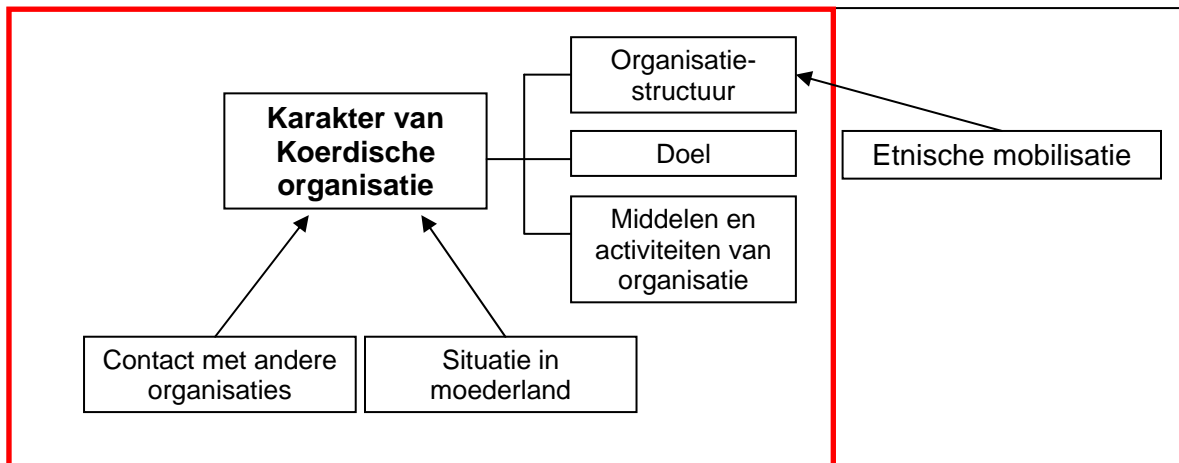 Organisatie-
structuur
Karakter van
Koerdische
organisatie
Doel
Etnische mobilisatie
Middelen en
activiteiten van
organisatie
Contact met andere
organisaties
Situatie in
moederland